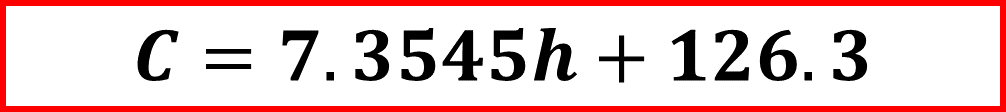 C = 7.3545h + 126.3